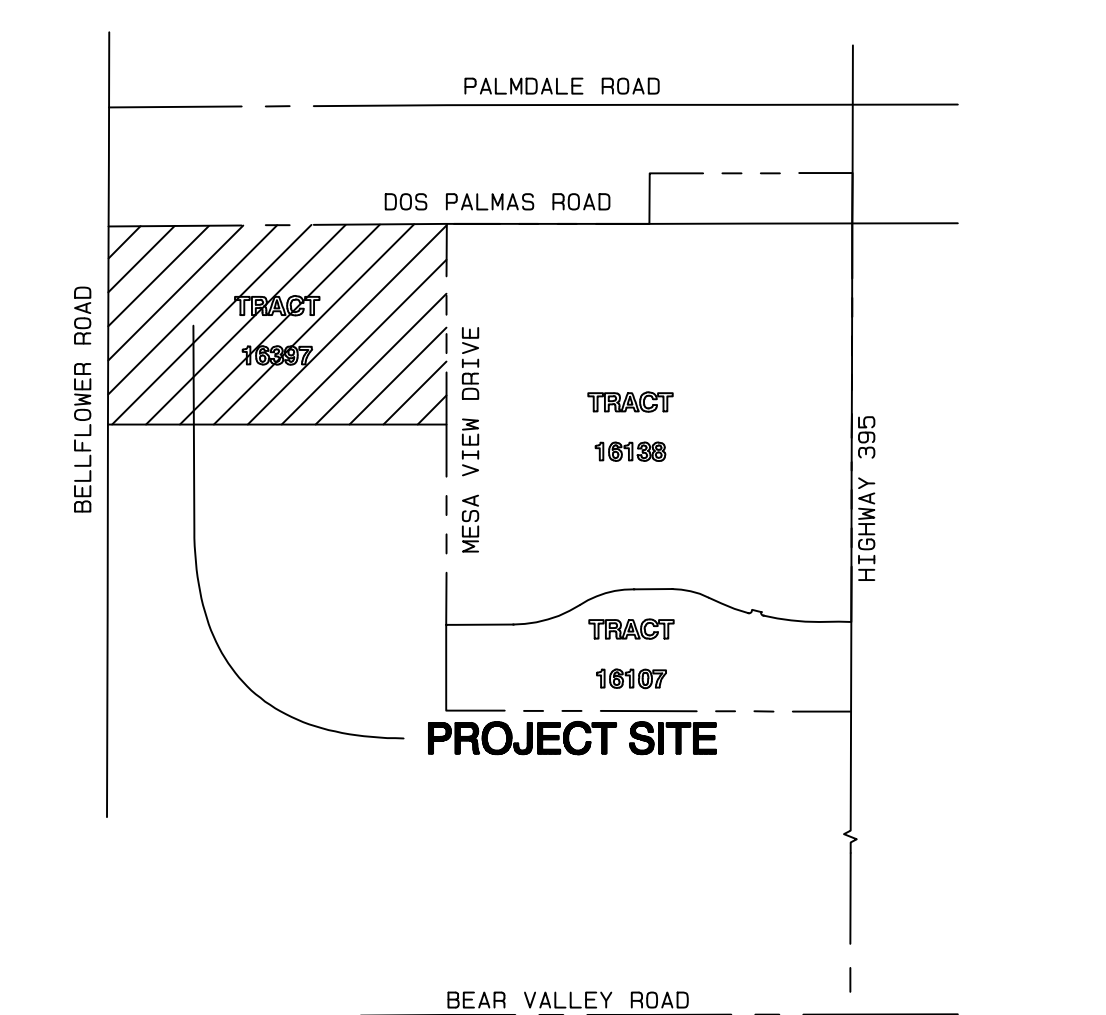 PALMDALE ROAD
DOS PALMAS ROAD
BELLFLOWER ROAD
TRACT
16397
MESA VIEW DRIVE
TRACT
16138
HIGHWAY 395
TRACT
16107
PROJECT SITE
BEAR VALLEY ROAD